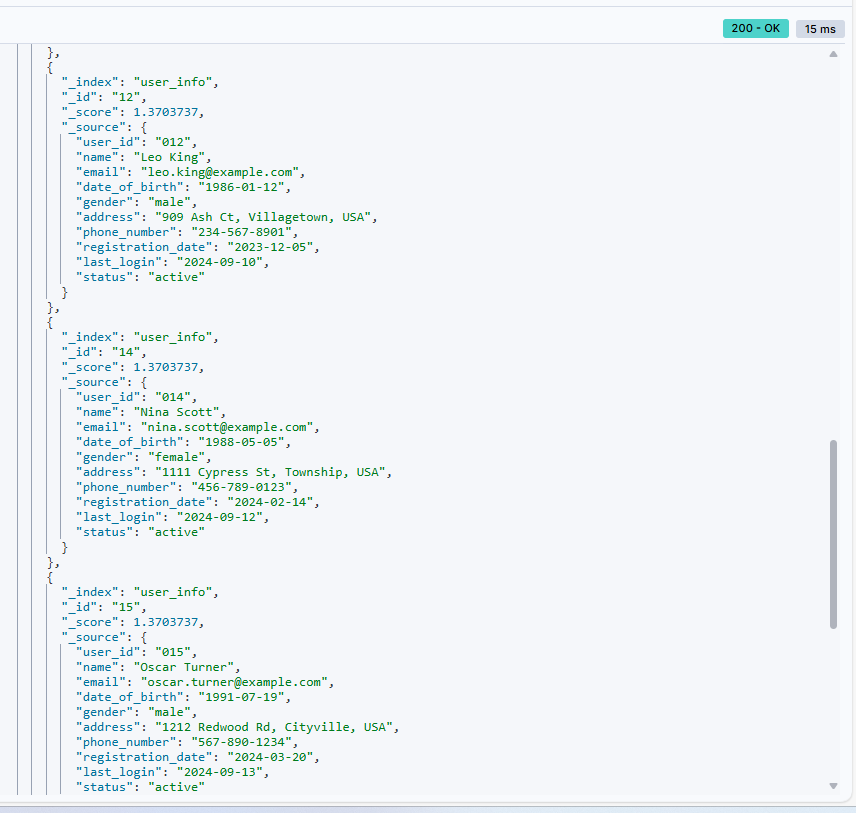 200 - OK 15 ms
},
{
"_index": "user_info",
"_id": "12",
"_score": 1.3703737,
"_source": {
"user_id": "012",
"name": "Leo King",
"email": "leo.king@example.com",
"date_of_birth": "1986-01-12",
"gender": "male",
"address": "909 Ash Ct, Villagetown, USA",
"phone_number": "234-567-8901",
"registration_date": "2023-12-05",
"last_login": "2024-09-10",
"status": "active"
}
},
{
"_index": "user_info",
"_id": "14",
"_score": 1.3703737,
"_source": {
"user_id": "014",
"name": "Nina Scott",
"email": "nina.scott@example.com",
"date_of_birth": "1988-05-05",
"gender": "female",
"address": "1111 Cypress St, Township, USA",
"phone_number": "456-789-0123",
"registration_date": "2024-02-14",
"last_login": "2024-09-12",
"status": "active"
}
},
{
"_index": "user_info",
"_id": "15",
"_score": 1.3703737,
"_source": {
"user_id": "015",
"name": "Oscar Turner",
"email": "oscar.turner@example.com",
"date_of_birth": "1991-07-19",
"gender": "male",
"address": "1212 Redwood Rd, Cityville, USA",
"phone_number": "567-890-1234",
"registration_date": "2024-03-20",
"last_login": "2024-09-13",
"status": "active"